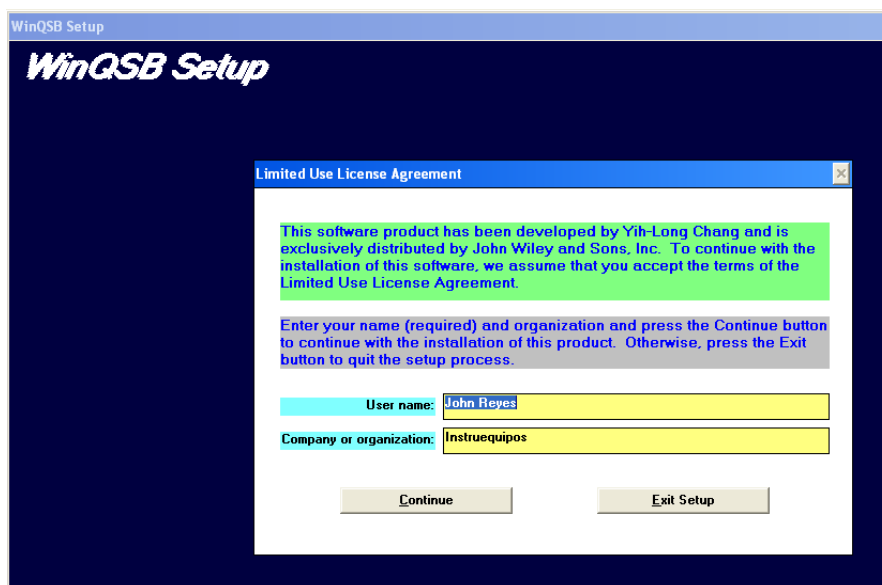 WinQSB Setup
WinQSB Setup
Limited Use License Agreement
This software product has been developed by Yih-Long Chang and is
exclusively distributed by John Wiley and Sons, Inc. To continue with the
installation of this software, we assume that you accept the terms of the
Limited Use License Agreement.
Enter your name (required) and organization and press the Continue button
to continue with the installation of this product. Otherwise, press the Exit
button to quit the setup process.
User name: John Reyes
Company or organization: Instruequipos
Continue Exit Setup